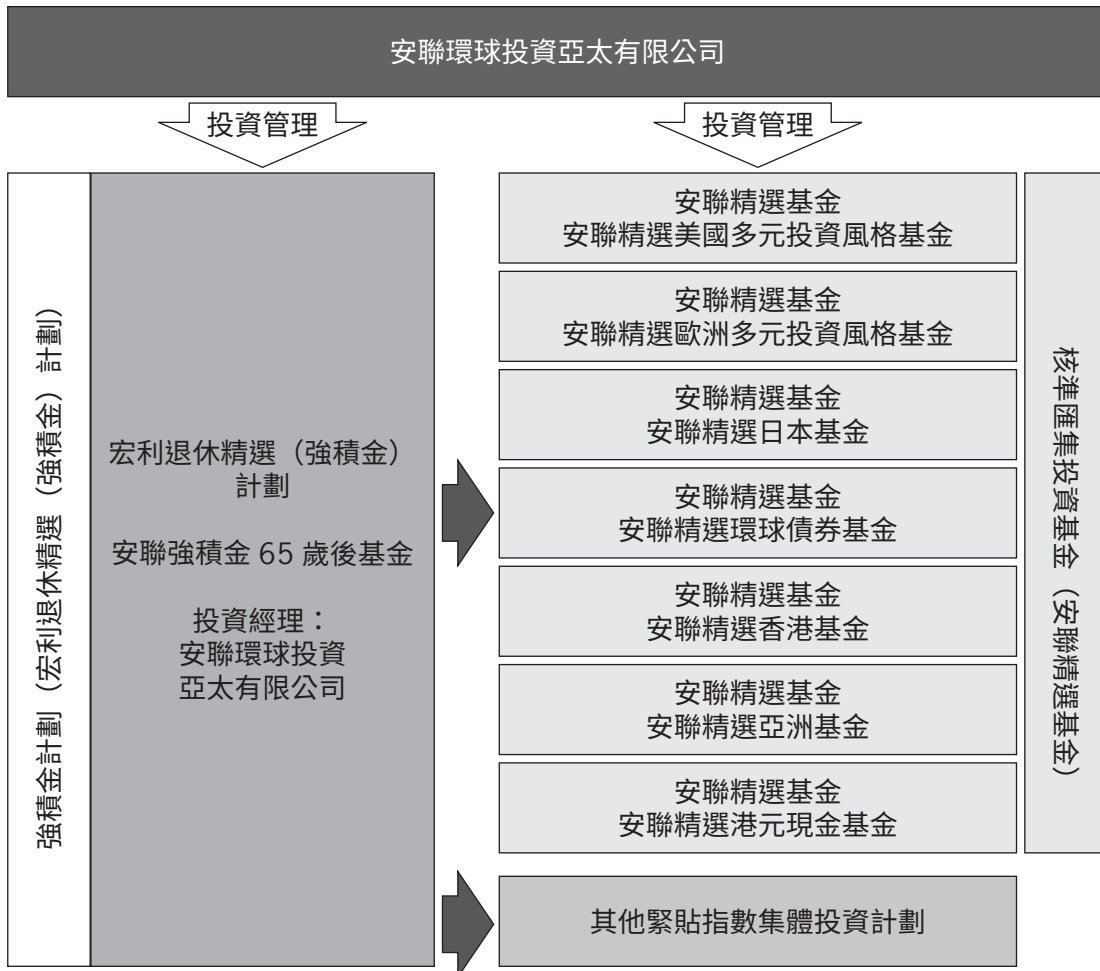 安聯環球投資亞太有限公司
投資管理
投資管理
強積金計劃（宏利退休精選（強積金）計劃）
宏利退休精選（強積金）
計劃
安聯強積金 65 歲後基金
投資經理：
安聯環球投資
亞太有限公司
安聯精選基金
安聯精選美國多元投資風格基金
安聯精選基金
安聯精選歐洲多元投資風格基金
安聯精選基金
安聯精選日本基金
安聯精選基金
安聯精選環球債券基金
安聯精選基金
安聯精選香港基金
安聯精選基金
安聯精選亞洲基金
安聯精選基金
安聯精選港元現金基金
核準匯集投資基金（安聯精選基金）
其他緊貼指數集體投資計劃